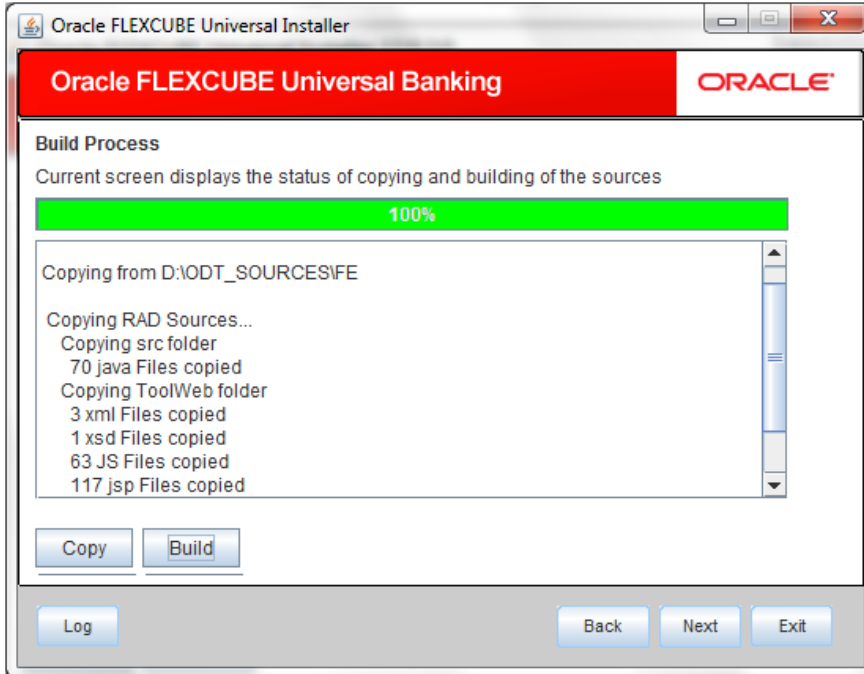 Oracle FLEXCUBE Universal Installer
Oracle FLEXCUBE Universal Banking
ORACLE
Build Process
Current screen displays the status of copying and building of the sources
100%
Copying from D:\ODT_SOURCES\FE
Copying RAD Sources...
Copying src folder
70 java Files copied
Copying ToolWeb folder
3 xml Files copied
1 xsd Files copied
63 JS Files copied
117 jsp Files copied
Copy Build
Log Back Next Exit